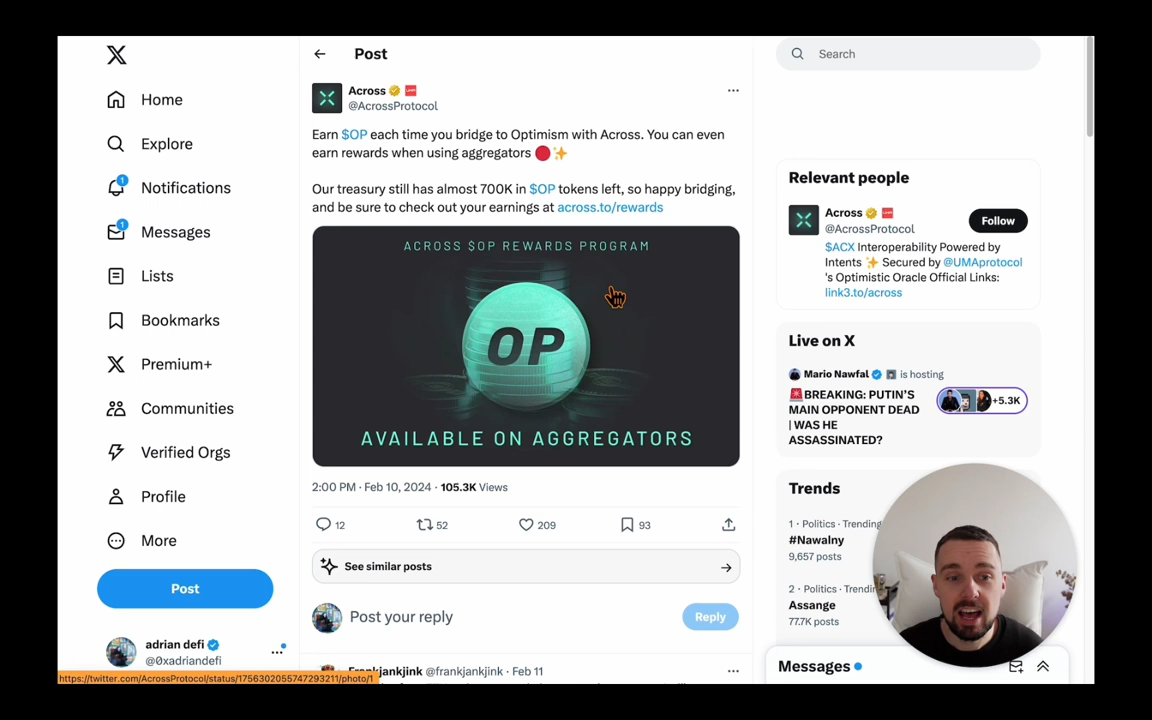 Home
Explore
1
Notifications
1
Messages
Lists
Bookmarks
Premium+
Communities
Verified Orgs
Profile
More
Post
adrian defi
@0xadriandefi
https://twitter.com/AcrossProtocol/status/1756302055747293211/photo/1
Post
Across
@AcrossProtocol
Earn $OP each time you bridge to Optimism with Across. You can even
earn rewards when using aggregators
Our treasury still has almost 700K in $OP tokens left, so happy bridging,
and be sure to check out your earnings at across.to/rewards
ACROSS $OP REWARDS PROGRAM
OP
AVAILABLE ON AGGREGATORS
2:00 PM · Feb 10, 2024 · 105.3K Views
12
52
209
93
See similar posts
Post your reply
Reply
Frankjankjink @frankjankjink · Feb 11
Search
Relevant people
Across
@AcrossProtocol
Follow
$ACX Interoperability Powered by
Intents ✨ Secured by @UMAprotocol
's Optimistic Oracle Official Links:
link3.to/across
Live on X
Mario Nawfal is hosting
🚨BREAKING: PUTIN'S
MAIN OPPONENT DEAD
| WAS HE
ASSASSINATED?
+5.3K
Trends
1 · Politics · Trending
#Nawalny
9,657 posts
2 · Politics · Trending
Assange
77.7K posts
Messages